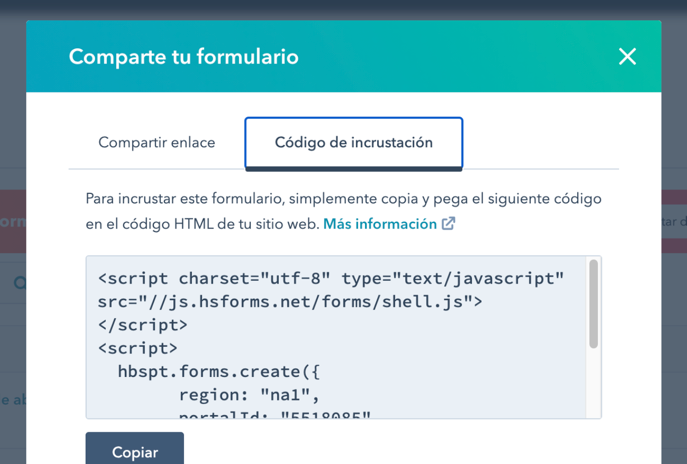 Comparte tu formulario
Compartir enlace
Código de incrustación
Para incrustar este formulario, simplemente copia y pega el siguiente código
en el código HTML de tu sitio web. Más información
<script charset="utf-8" type="text/javascript"
src="//js.hsforms.net/forms/shell.js">
</script>
<script>
hbspt.forms.create({
region: "na1",
portalId: "5518085"
Copiar